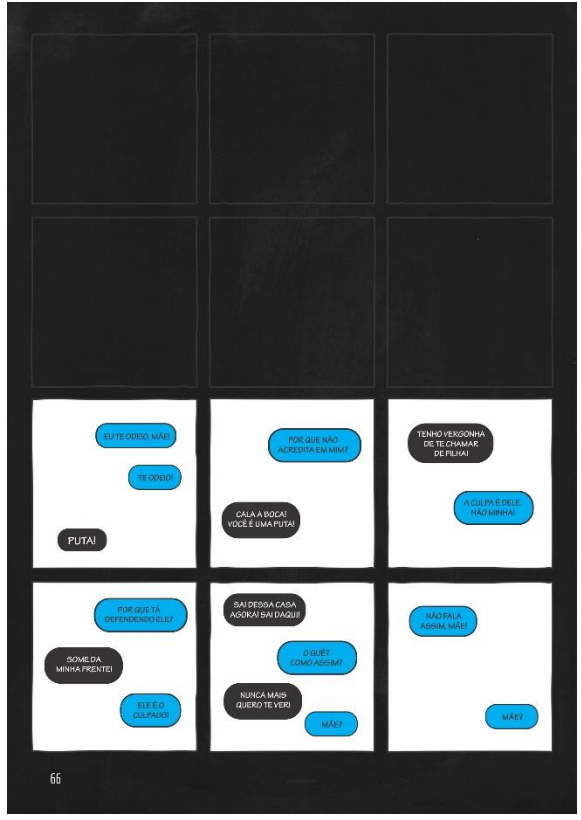 EU TE ODEIO, MÃE!
TE ODEIO!
PUTA!
POR QUE NÃO
ACREDITA EM MIM?
CALA A BOCA!
VOCÊ É UMA PUTA!
TENHO VERGONHA
DE TE CHAMAR
DE FILHA!
A CULPA É DELE,
NÃO MINHA!
POR QUE TÁ
DEFENDENDO ELE?
SOME DA
MINHA FRENTE!
ELE É O
CULPADO!
SAI DESSA CASA
AGORA! SAI DAQUI!
O QUÊ?
COMO ASSIM?
NUNCA MAIS
QUERO TE VER!
MÃE?
NÃO FALA
ASSIM, MÃE!
MÃE?
66